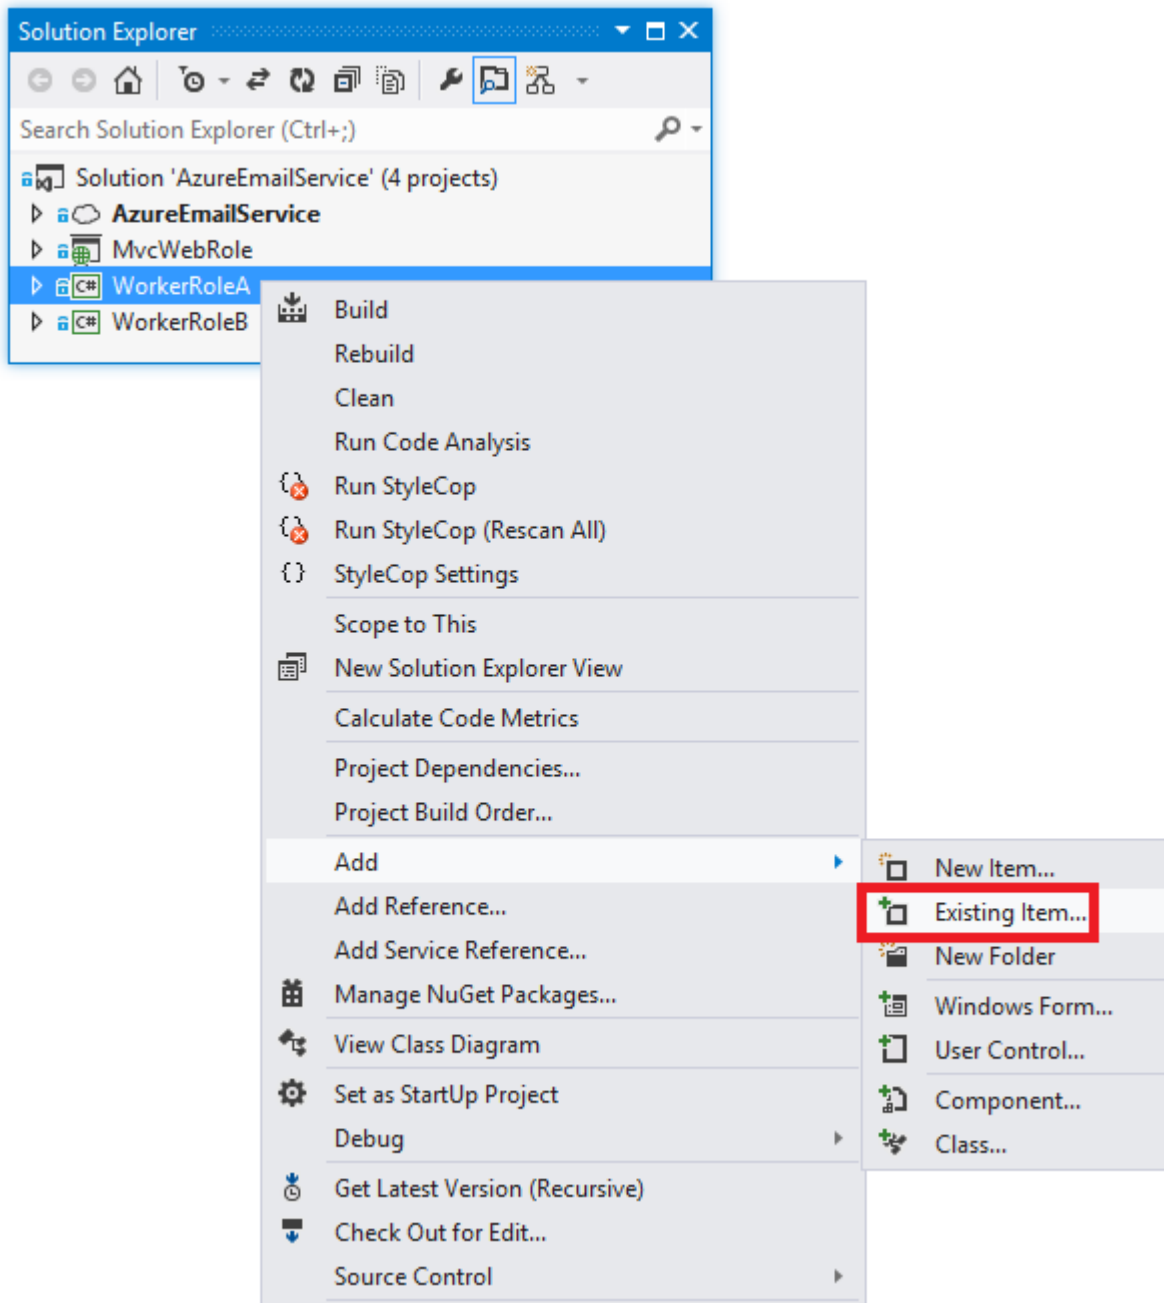 Solution Explorer
Search Solution Explorer (Ctrl+;)
Solution 'AzureEmailService' (4 projects)
AzureEmailService
MvcWebRole
C# WorkerRoleA
C# WorkerRoleB
Build
Rebuild
Clean
Run Code Analysis
Run StyleCop
Run StyleCop (Rescan All)
StyleCop Settings
Scope to This
New Solution Explorer View
Calculate Code Metrics
Project Dependencies...
Project Build Order...
Add
Add Reference...
Add Service Reference...
Manage NuGet Packages...
View Class Diagram
Set as StartUp Project
Debug
Get Latest Version (Recursive)
Check Out for Edit...
Source Control
New Item...
Existing Item...
New Folder
Windows Form...
User Control...
Component...
Class...